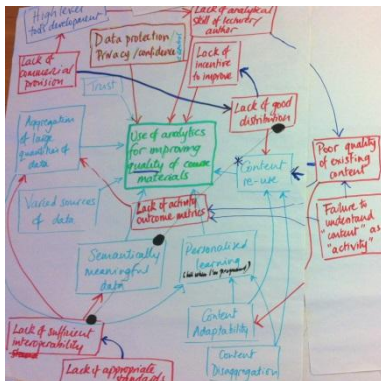 High level
tools development
Lack of analytical
skill of lecturer/
author
Data protection/
Privacy/confidence
Lack of
incentive
to improve
Lack of
commercial
provision
Trust
Lack of good
distribution
Aggregation
of large
quantities of
data
Use of analytics
for improving
quality of course
materials
Poor quality
of existing
content
Content
re-use
Varied sources
of data
Lack of activity
outcome metrics
Failure to
understand
"content" as
"activity"
Semantically
meaningful
data
Personalised
learning
Content
Adaptability
Lack of sufficient
interoperability
Content
Disaggregation
Lack of appropriate
standards